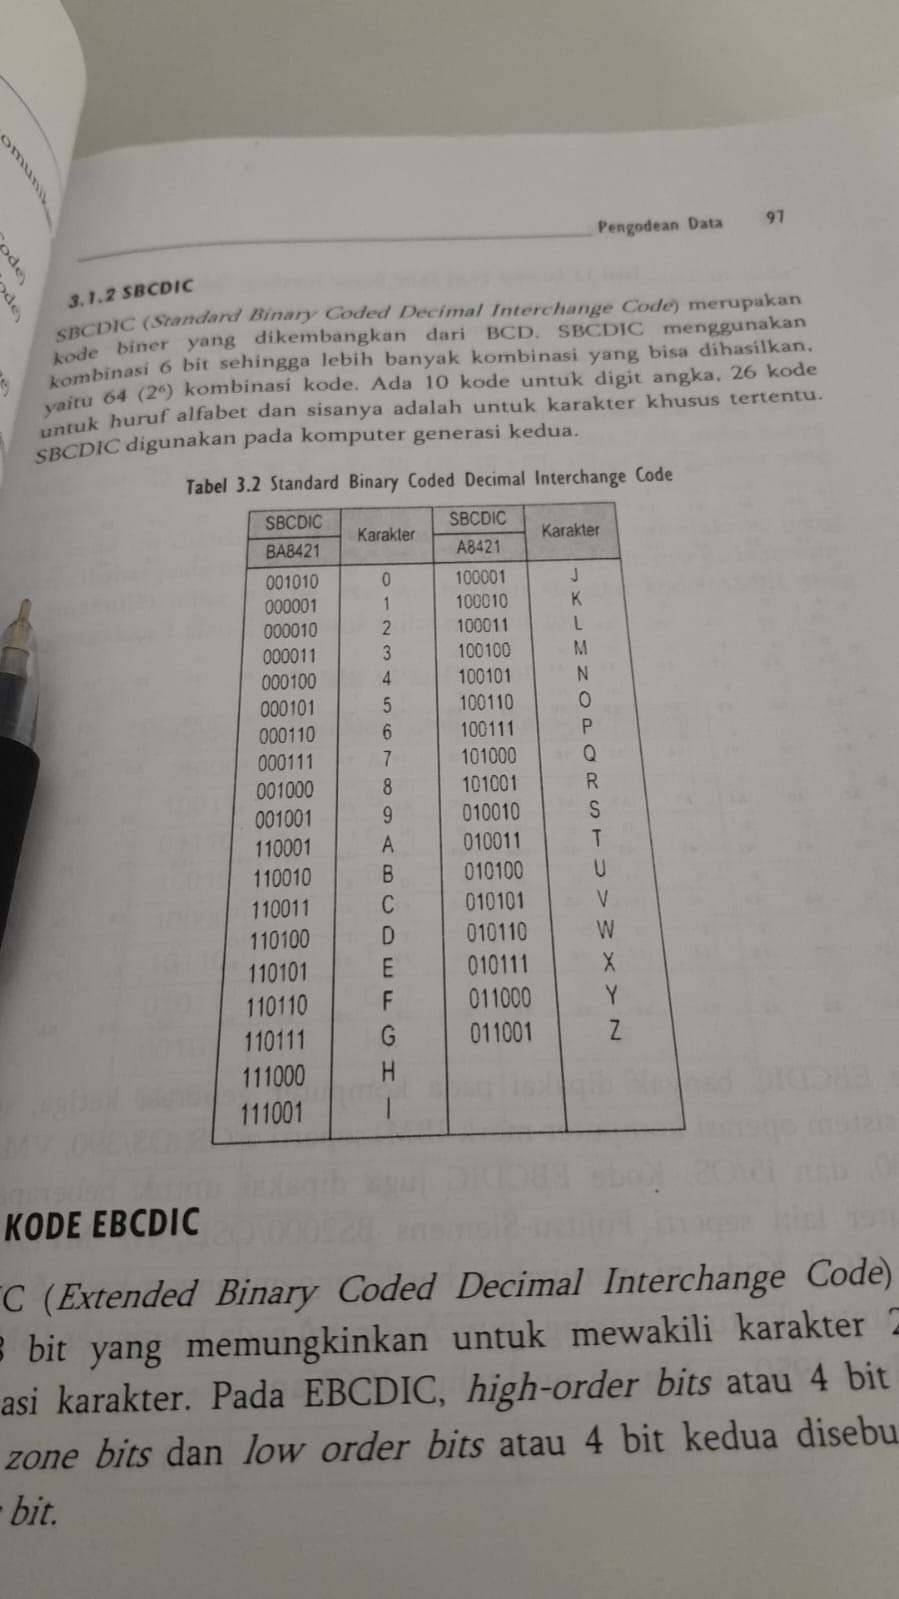 Pengodean Data 97
3.1.2 SBCDIC
SBCDIC (Standard Binary Coded Decimal Interchange Code) merupakan
kode biner yang dikembangkan dari BCD. SBCDIC menggunakan
kombinasi 6 bit sehingga lebih banyak kombinasi yang bisa dihasilkan,
yaitu 64 (2⁶) kombinasi kode. Ada 10 kode untuk digit angka, 26 kode
untuk huruf alfabet dan sisanya adalah untuk karakter khusus tertentu.
SBCDIC digunakan pada komputer generasi kedua.
Tabel 3.2 Standard Binary Coded Decimal Interchange Code
SBCDIC Karakter SBCDIC Karakter
BA8421 A8421
001010 0 100001 J
000001 1 100010 K
000010 2 100011 L
000011 3 100100 M
000100 4 100101 N
000101 5 100110 O
000110 6 100111 P
000111 7 101000 Q
001000 8 101001 R
001001 9 010010 S
110001 A 010011 T
110010 B 010100 U
110011 C 010101 V
110100 D 010110 W
110101 E 010111 X
110110 F 011000 Y
110111 G 011001 Z
111000 H
111001 I
KODE EBCDIC
C (Extended Binary Coded Decimal Interchange Code)
bit yang memungkinkan untuk mewakili karakter 2
asi karakter. Pada EBCDIC, high-order bits atau 4 bit
zone bits dan low order bits atau 4 bit kedua disebu
bit.